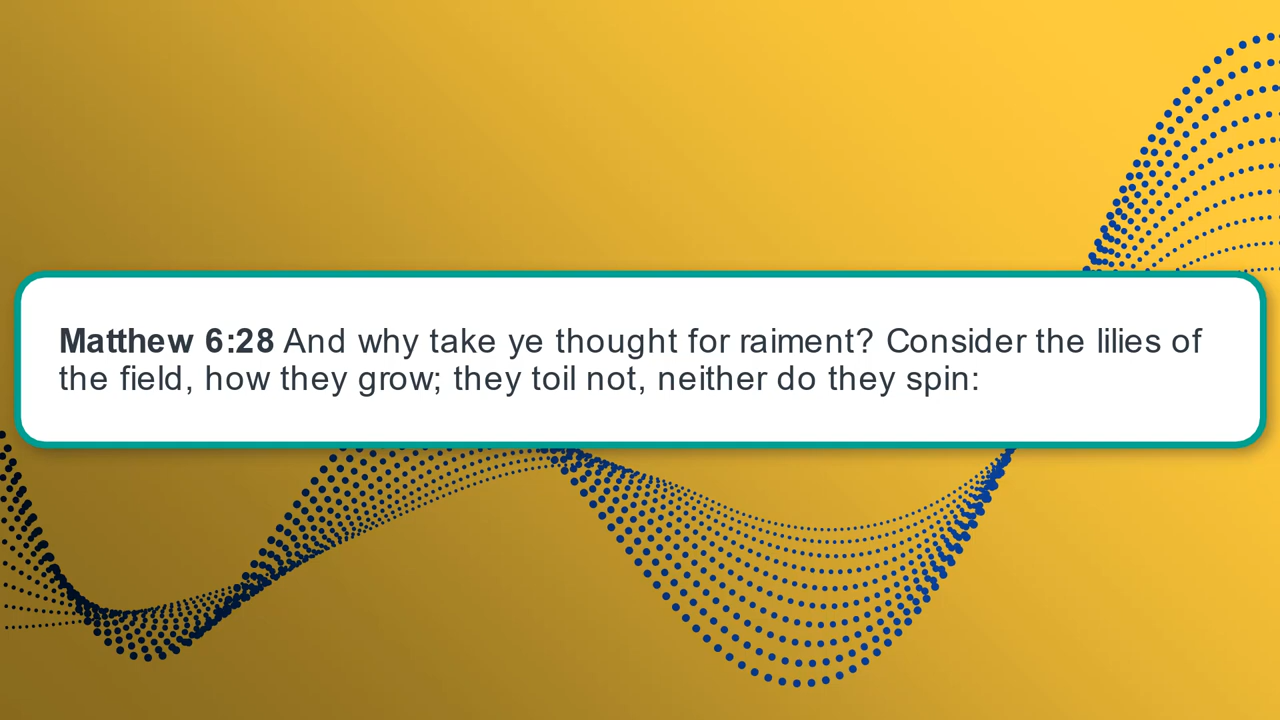 Matthew 6:28 And why take ye thought for raiment? Consider the lilies of
the field, how they grow; they toil not, neither do they spin: